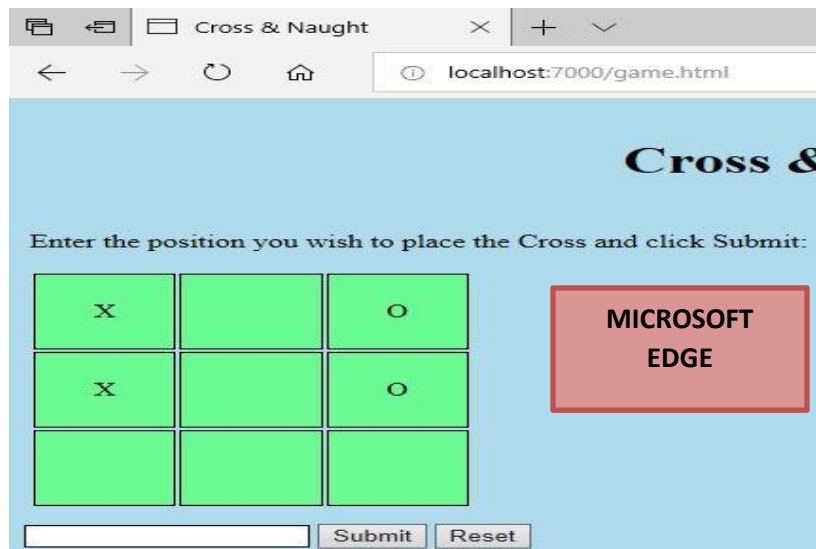 Cross & Naught
localhost:7000/game.html
Cross &
Enter the position you wish to place the Cross and click Submit:
X O
X O
MICROSOFT
EDGE
Submit Reset